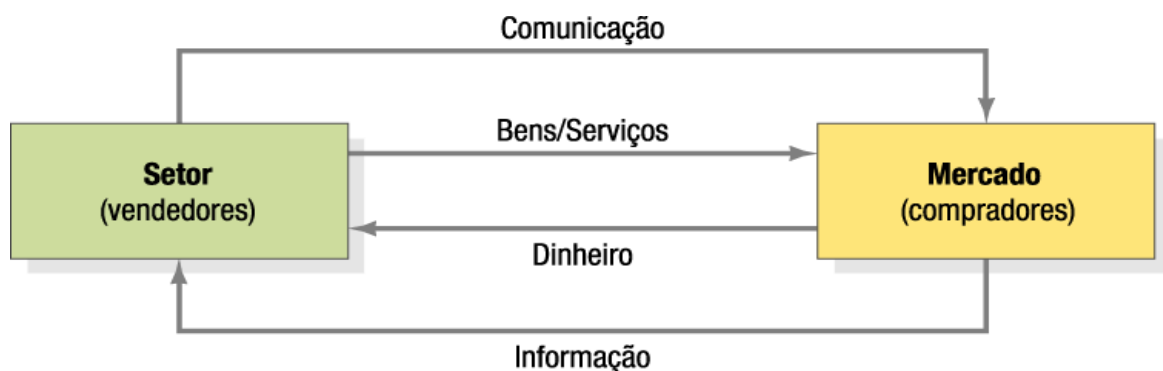 Comunicação
Bens/Serviços
Setor
(vendedores)
Mercado
(compradores)
Dinheiro
Informação